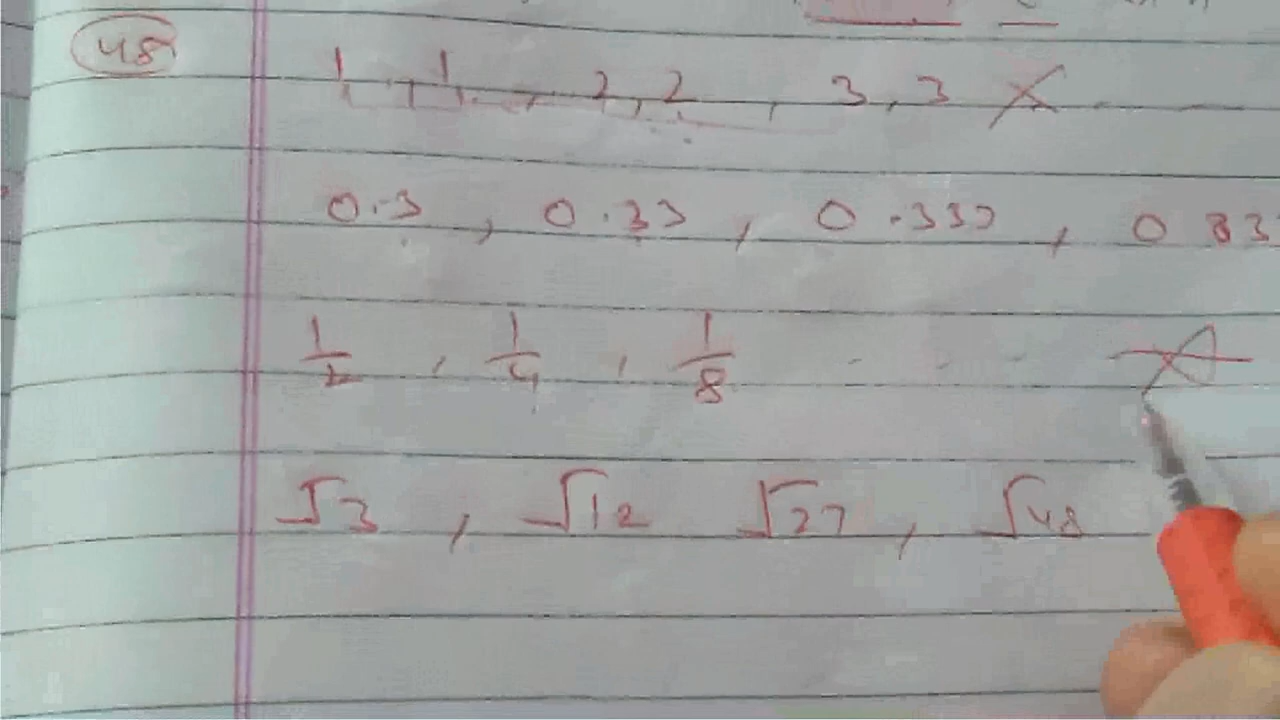 48
1, 1, 2, 2, 3, 3
0.3, 0.33, 0.333, 0 33
1/2, 1/4, 1/8 - - -
√3, √12 √27, √48